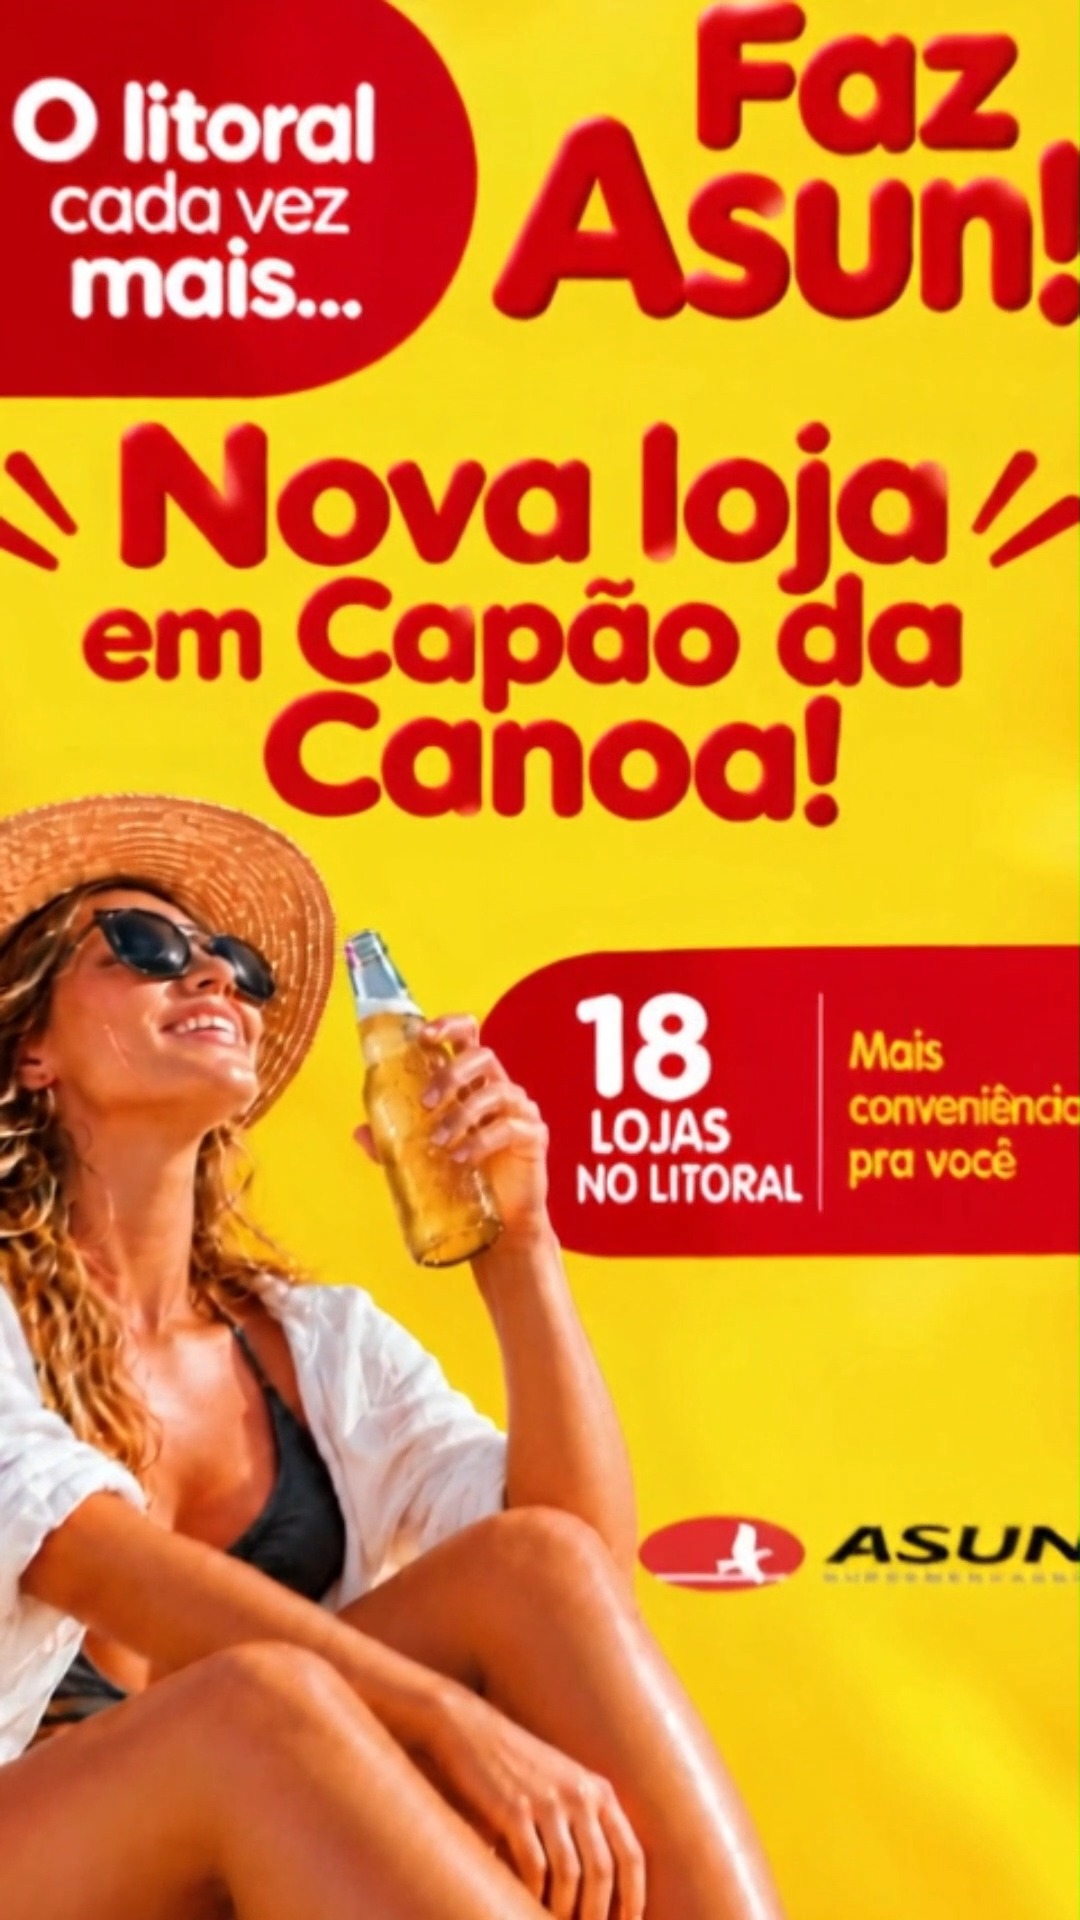 O litoral
cada vez
mais...
Faz
Asun!
Nova loja
em Capão da
Canoa!
18
LOJAS
NO LITORAL
Mais
conveniência
pra você
ASUN